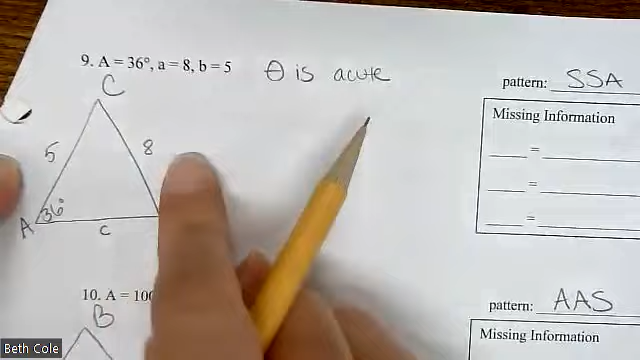 9. A = 36°, a = 8, b = 5 θ is acute
pattern: SSA
C
Missing Information
5
8
=
=
A 36°
c
=
10. A = 10
pattern: AAS
B
Missing Information
Beth Cole